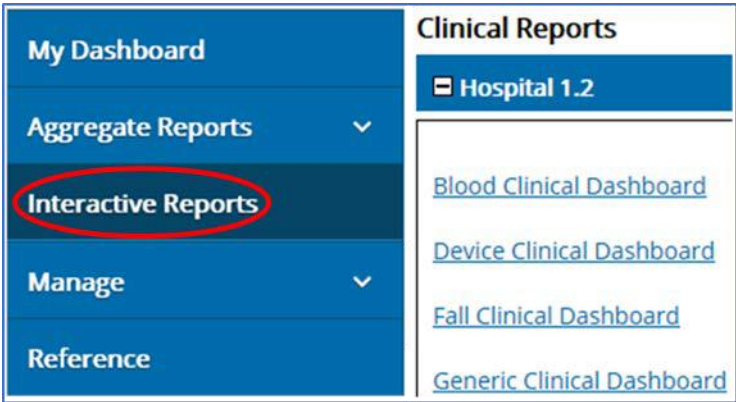 My Dashboard
Aggregate Reports
Interactive Reports
Manage
Reference
Clinical Reports
Hospital 1.2
Blood Clinical Dashboard
Device Clinical Dashboard
Fall Clinical Dashboard
Generic Clinical Dashboard